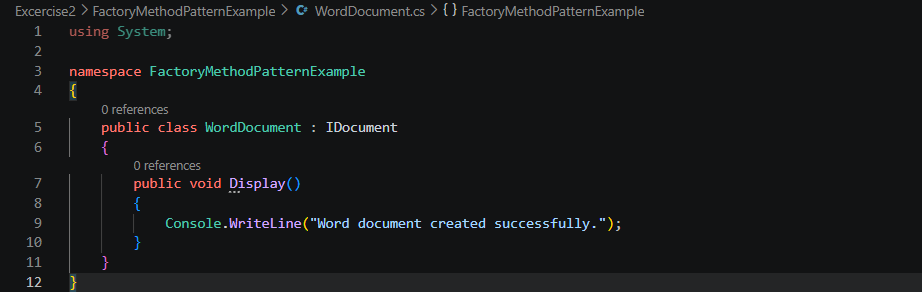 Excercise2 > FactoryMethodPatternExample > C# WordDocument.cs > {} FactoryMethodPatternExample
1 using System;
2
3 namespace FactoryMethodPatternExample
4 {
0 references
5 public class WordDocument : IDocument
6 {
0 references
7 public void Display()
8 {
9 Console.WriteLine("Word document created successfully.");
10 }
11 }
12 }